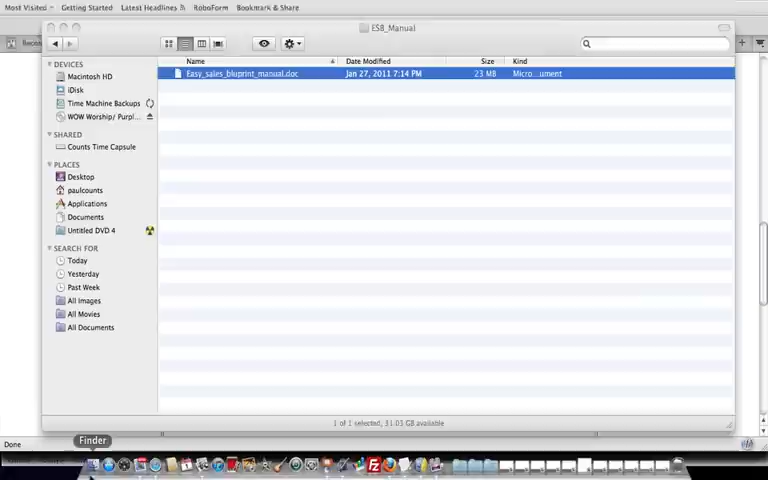 Most Visited Getting Started Latest Headlines RoboForm Bookmark & Share
ESB_Manual
Name Date Modified Size Kind
Easy_sales_bluprint_manual.doc Jan 27, 2011 7:14 PM 23 MB Micro...ument
DEVICES
Macintosh HD
iDisk
Time Machine Backups
WOW Worship/ Purpl...
SHARED
Counts Time Capsule
PLACES
Desktop
paulcounts
Applications
Documents
Untitled DVD 4
SEARCH FOR
Today
Yesterday
Past Week
All Images
All Movies
All Documents
1 of 1 selected, 31.03 GB available
Finder
Done